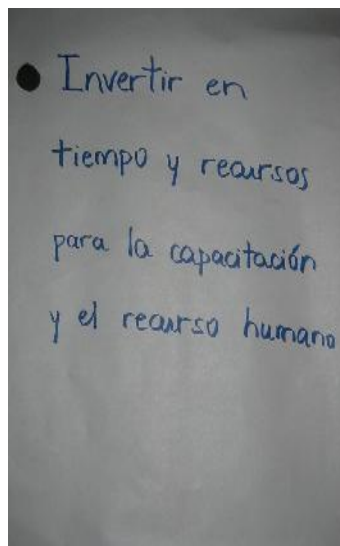 • Invertir en
tiempo y recursos
para la capacitación
y el recurso humano